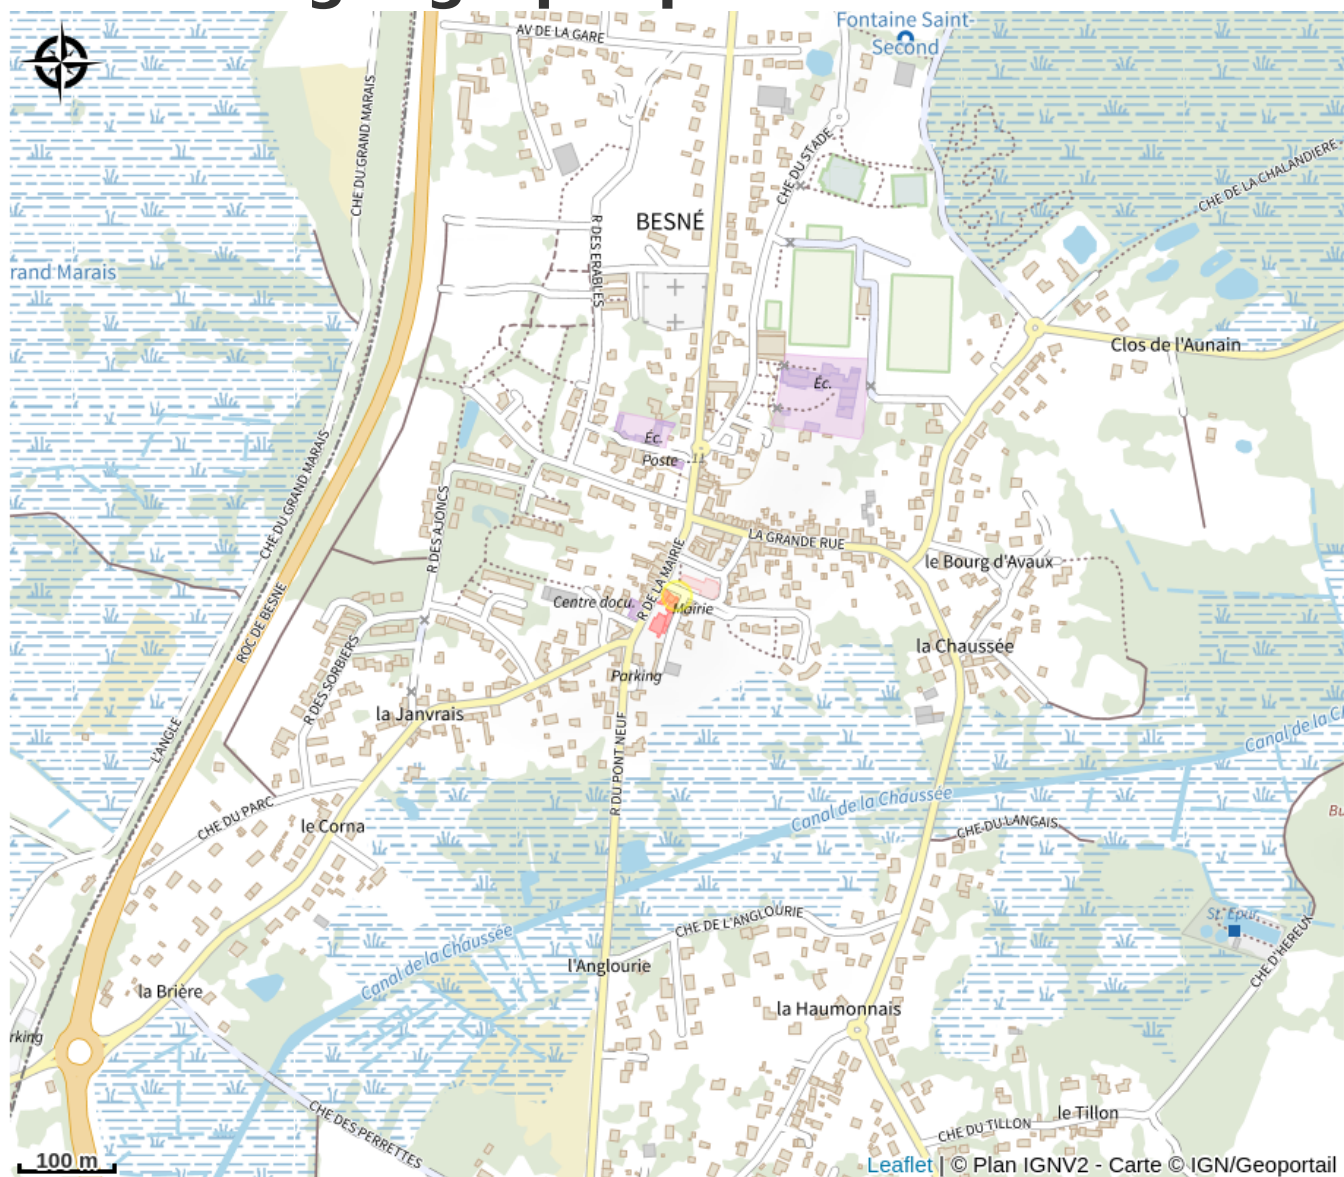 Fontaine Saint-
Second
AV DE LA GARE
CHE DU GRAND MARAIS
CHE DU STADE
CHE DE LA CHALANDIERE
BESNÉ
R DES ERABLES
rand Marais
Clos de l'Aunain
Éc.
Éc.
Poste
11
CHE DU GRAND MARAIS
R DES AJONCS
LA GRANDE RUE
R DE LA MAIRIE
le Bourg d'Avaux
Centre docu.
Mairie
ROC DE BESNE
la Chaussée
R DES SORBIERS
Parking
la Janvrais
L'ANGLE
R DU PONT NEUF
Canal de la C
Canal de la Chaussée
CHE DU PARC
le Corna
CHE DU LANGAIS
Bu
St. Epur.
CHE DE L'ANGLOURIE
Canal de la Chaussée
CHE D'HEREUX
l'Anglourie
la Brière
la Haumonnais
rking
CHE DES PERRETTES
le Tillon
CHE DU TILLON
100 m
Leaflet | © Plan IGNV2 - Carte © IGN/Geoportail